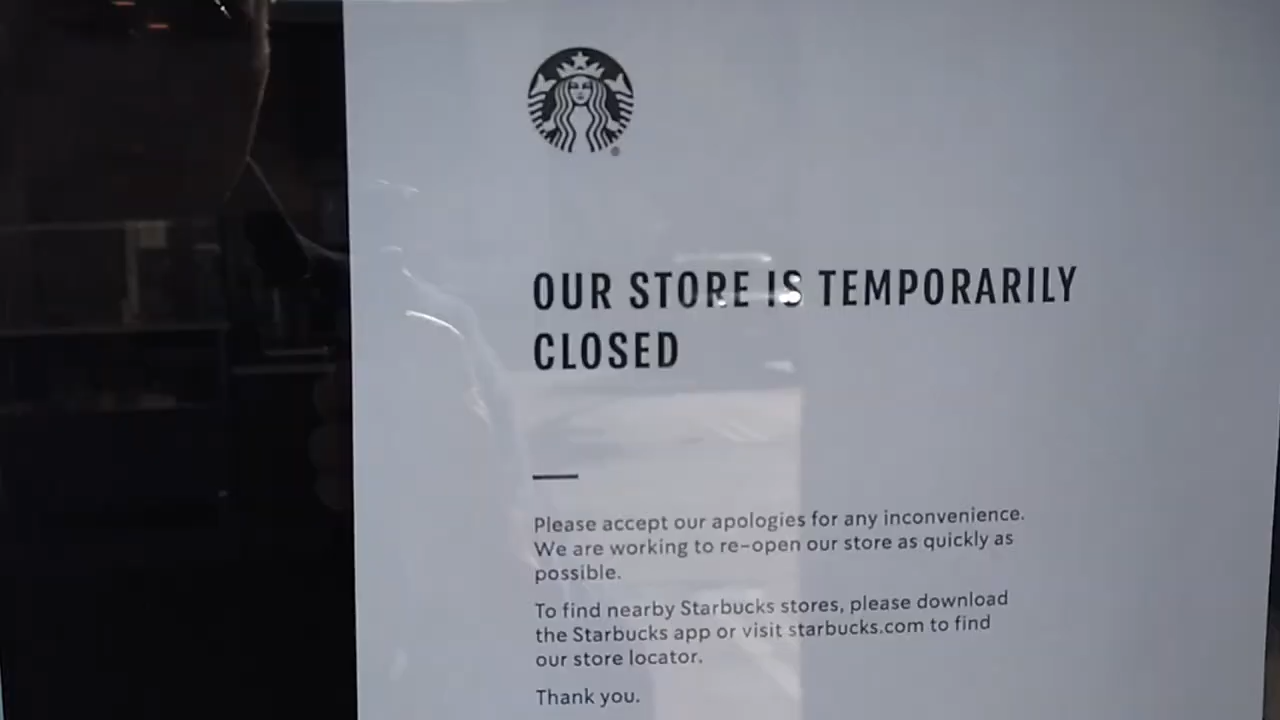 OUR STORE IS TEMPORARILY
CLOSED
Please accept our apologies for any inconvenience.
We are working to re-open our store as quickly as
possible.
To find nearby Starbucks stores, please download
the Starbucks app or visit starbucks.com to find
our store locator.
Thank you.